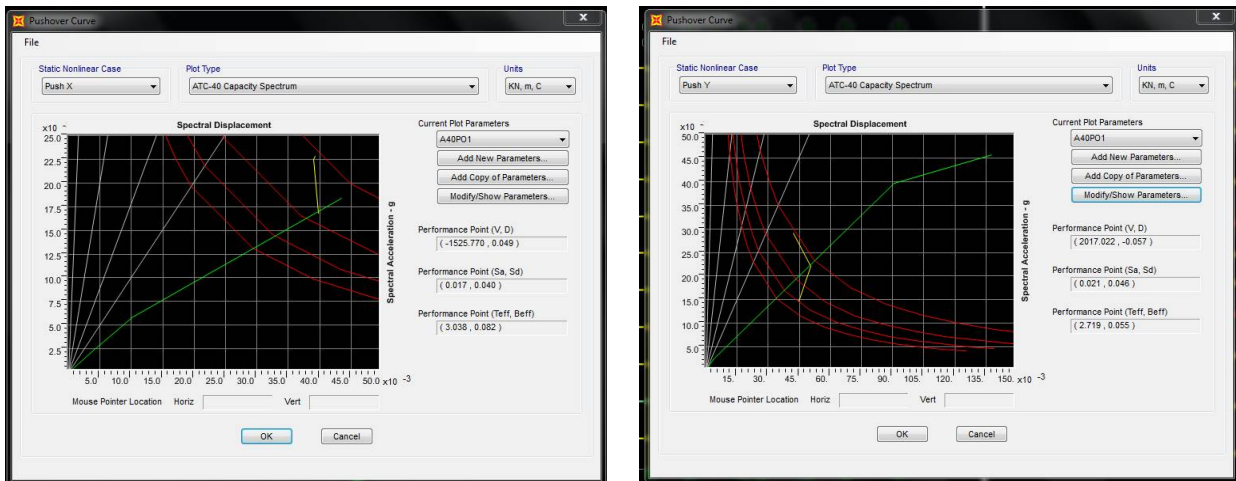 Pushover Curve
x
File
Static Nonlinear Case
Plot Type
Units
Push X
ATC-40 Capacity Spectrum
KN, m, C
x10 -
Spectral Displacement
Current Plot Parameters
25.0
A40PO1
22.5
Add New Parameters...
20.0
Add Copy of Parameters...
17.5
Modify/Show Parameters...
15.0
Performance Point (V, D)
12.5
( -1525.770 , 0.049 )
10.0
Performance Point (Sa, Sd)
7.5
( 0.017 , 0.040 )
5.0
Performance Point (Teff, Beff)
2.5
( 3.038 , 0.082 )
Spectral Acceleration - g
5.0 10.0 15.0 20.0 25.0 30.0 35.0 40.0 45.0 50.0 x10 -3
Mouse Pointer Location Horiz Vert
OK Cancel
Pushover Curve
x
File
Static Nonlinear Case
Plot Type
Units
Push Y
ATC-40 Capacity Spectrum
KN, m, C
x10 -
Spectral Displacement
Current Plot Parameters
50.0
A40PO1
45.0
Add New Parameters...
40.0
Add Copy of Parameters...
35.0
Modify/Show Parameters...
30.0
Performance Point (V, D)
25.0
( 2017.022 , -0.057 )
20.0
Performance Point (Sa, Sd)
15.0
( 0.021 , 0.046 )
10.0
Performance Point (Teff, Beff)
5.0
( 2.719 , 0.055 )
Spectral Acceleration - g
15. 30. 45. 60. 75. 90. 105. 120. 135. 150. x10 -3
Mouse Pointer Location Horiz Vert
OK Cancel